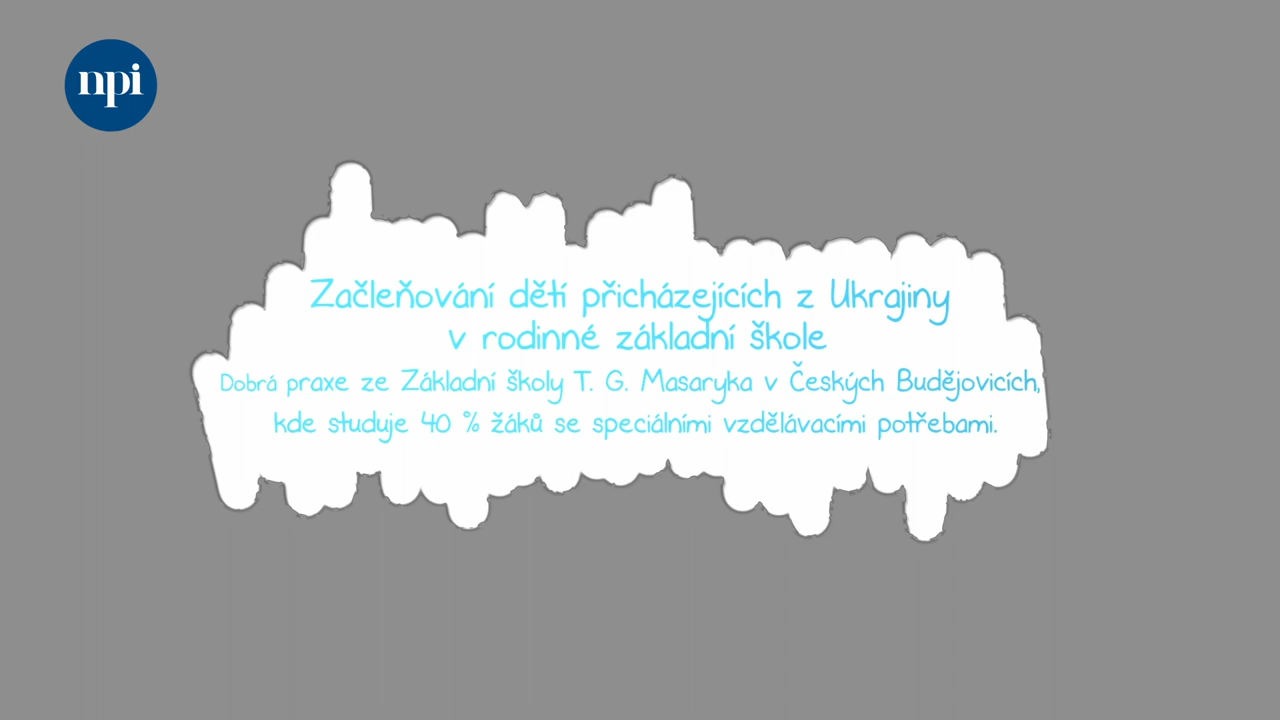 npi
Začleňování dětí přicházejících z Ukrajiny
v rodinné základní škole
Dobrá praxe ze Základní školy T. G. Masaryka v Českých Budějovicích,
kde studuje 40 % žáků se speciálními vzdělávacími potřebami.